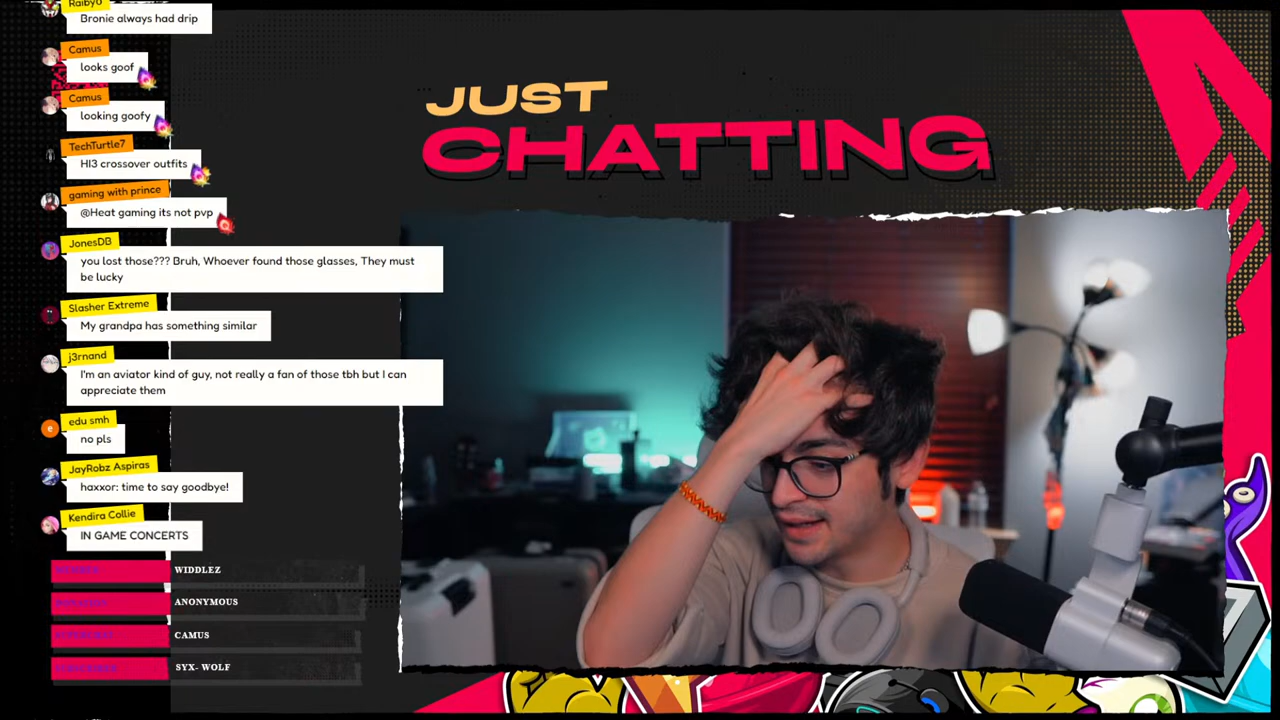 Raibyo
Bronie always had drip
Camus
looks goof
Camus
looking goofy
TechTurtle7
HI3 crossover outfits
gaming with prince
@Heat gaming its not pvp
JonesDB
you lost those??? Bruh, Whoever found those glasses, They must
be lucky
Slasher Extreme
My grandpa has something similar
j3rnand
I'm an aviator kind of guy, not really a fan of those tbh but I can
appreciate them
e
edu smh
no pls
JayRobz Aspiras
haxxor: time to say goodbye!
Kendira Collie
IN GAME CONCERTS
WIDDLEZ
ANONYMOUS
CAMUS
SYX- WOLF
JUST
CHATTING